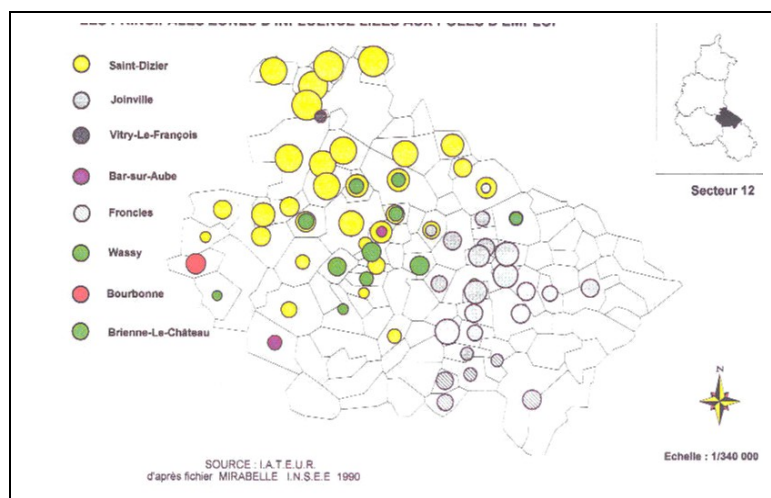 Saint-Dizier
Joinville
Vitry-Le-François
Bar-sur-Aube
Froncles
Wassy
Bourbonne
Brienne-Le-Château
Secteur 12
N
Echelle : 1/340 000
SOURCE : I.A.T.E.U.R.
d'après fichier MIRABELLE I.N.S.E.E 1990